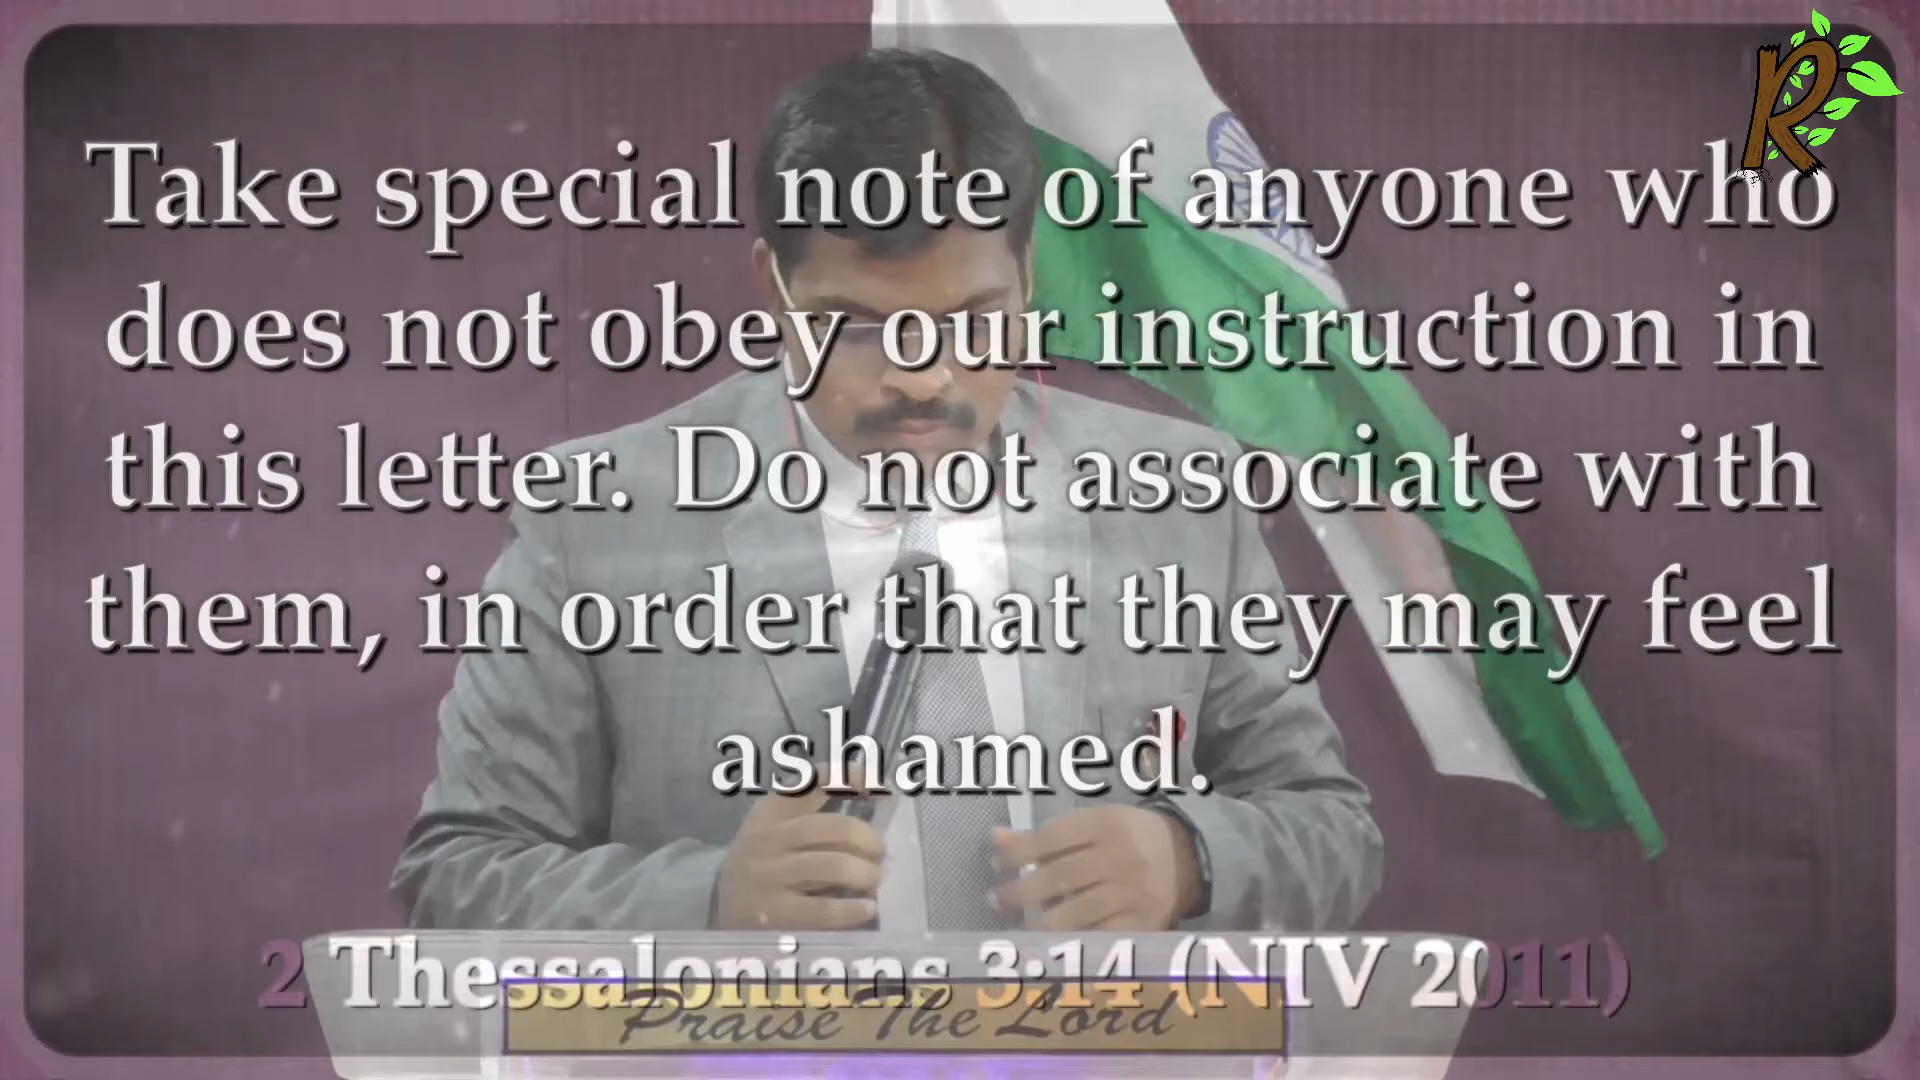 Take special note of anyone who
does not obey our instruction in
this letter. Do not associate with
them, in order that they may feel
ashamed.
2 Thessalonians 3:14 (NIV 2011)
Praise The Lord
R